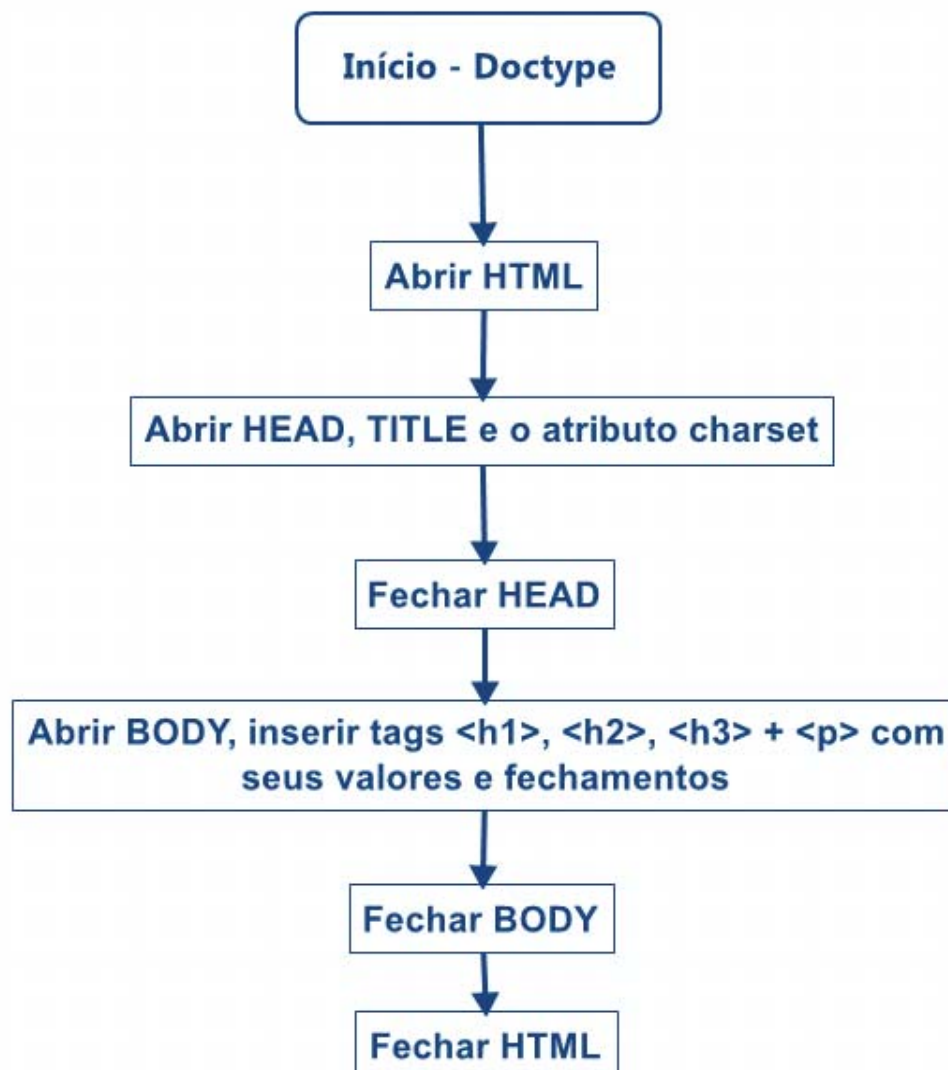 Início - Doctype
Abrir HTML
Abrir HEAD, TITLE e o atributo charset
Fechar HEAD
Abrir BODY, inserir tags <h1>, <h2>, <h3> + <p> com
seus valores e fechamentos
Fechar BODY
Fechar HTML